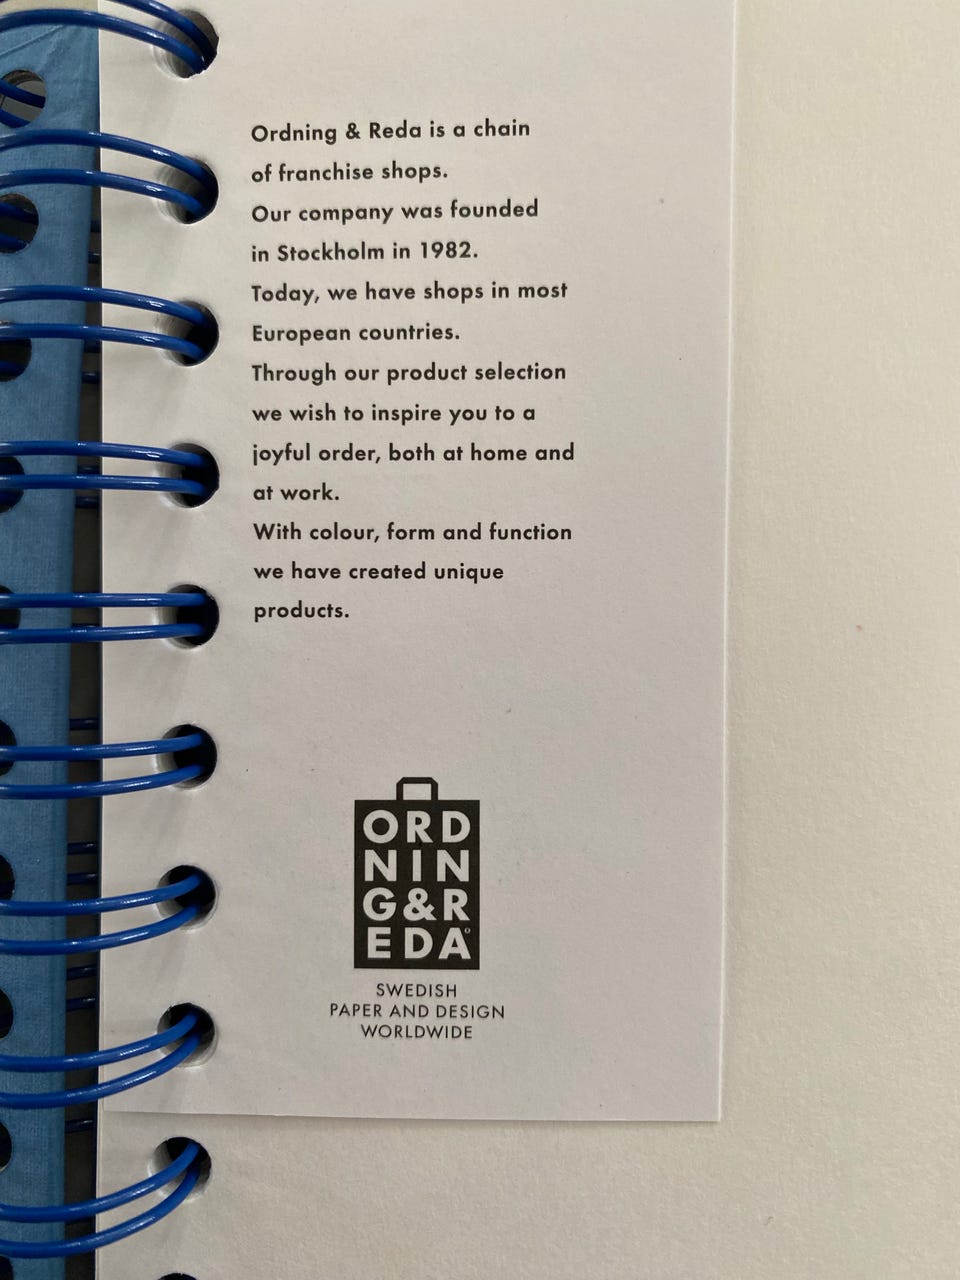 Ordning & Reda is a chain
of franchise shops.
Our company was founded
in Stockholm in 1982.
Today, we have shops in most
European countries.
Through our product selection
we wish to inspire you to a
joyful order, both at home and
at work.
With colour, form and function
we have created unique
products.
ORD
NIN
G&R
EDA®
SWEDISH
PAPER AND DESIGN
WORLDWIDE